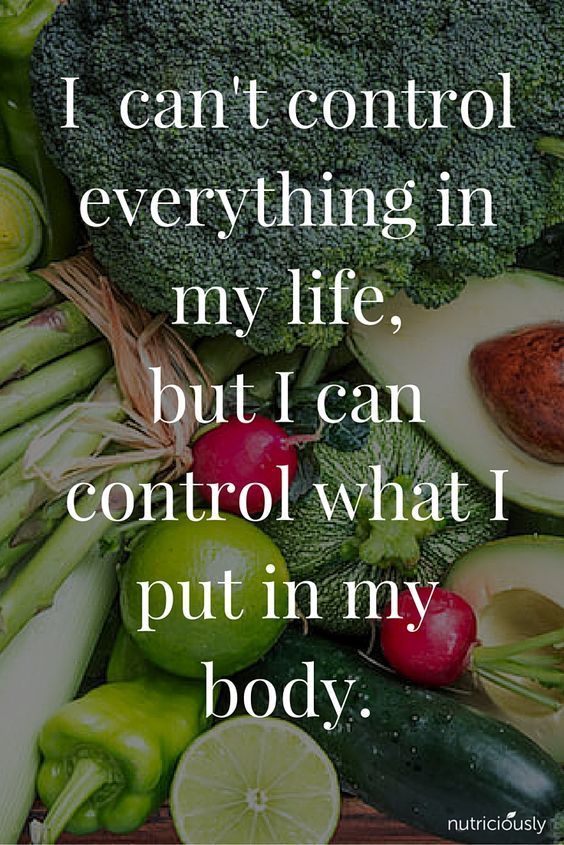 I can't control
everything in
my life,
but I can
control what I
put in my
body.
nutriciously